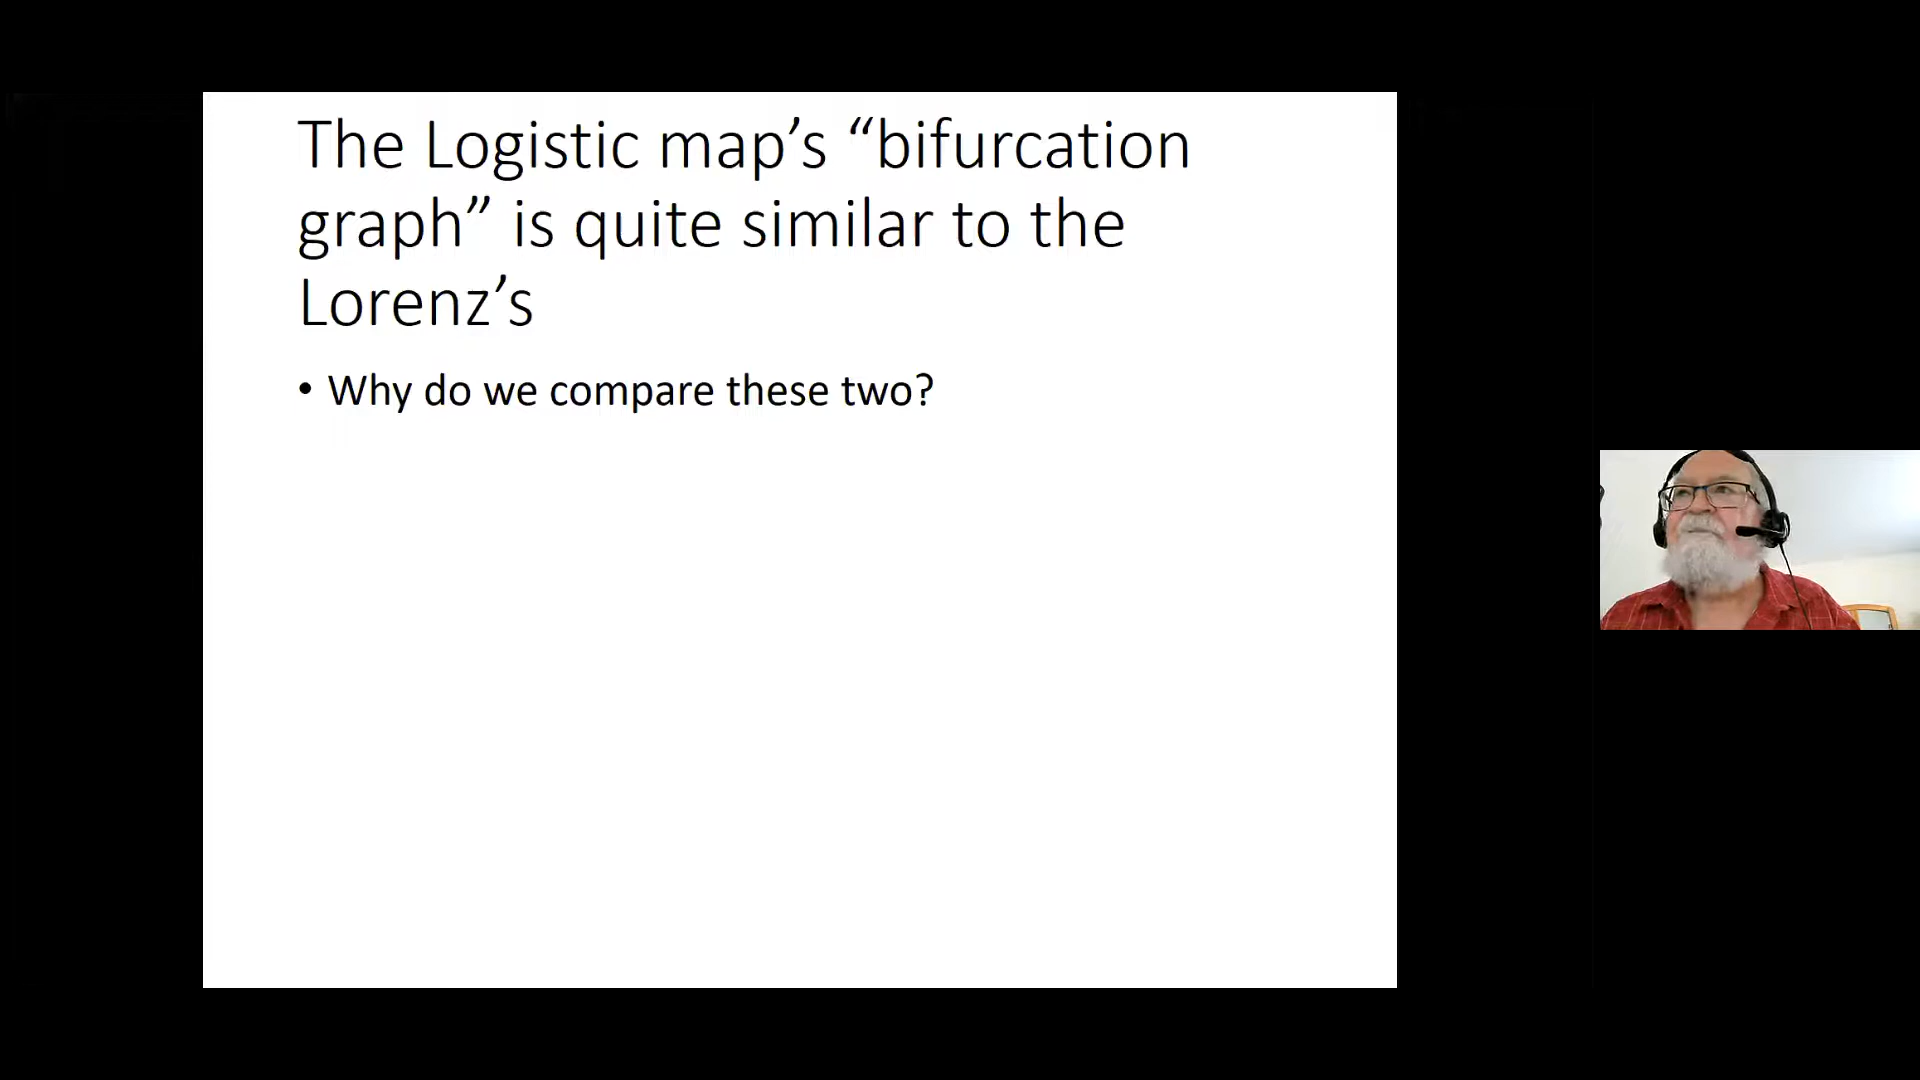 The Logistic map’s “bifurcation
graph” is quite similar to the
Lorenz’s
• Why do we compare these two?